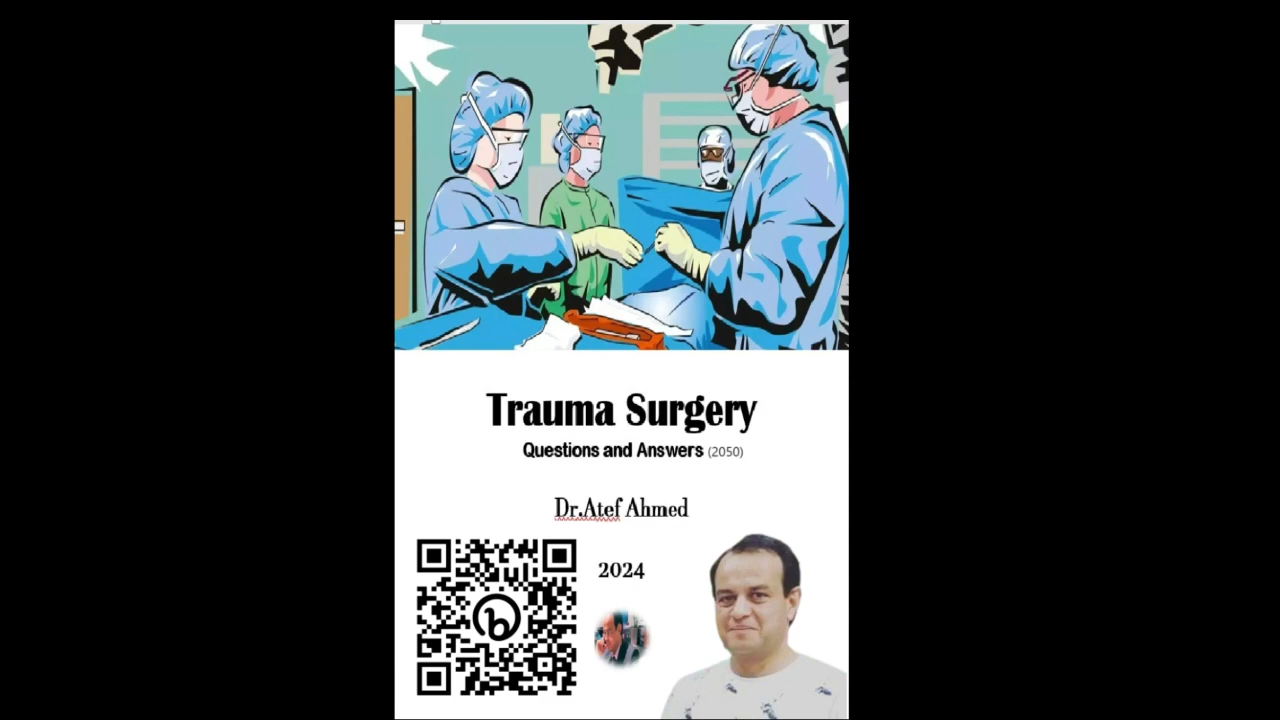 Trauma Surgery
Questions and Answers (2050)
Dr.Atef Ahmed
2024
b